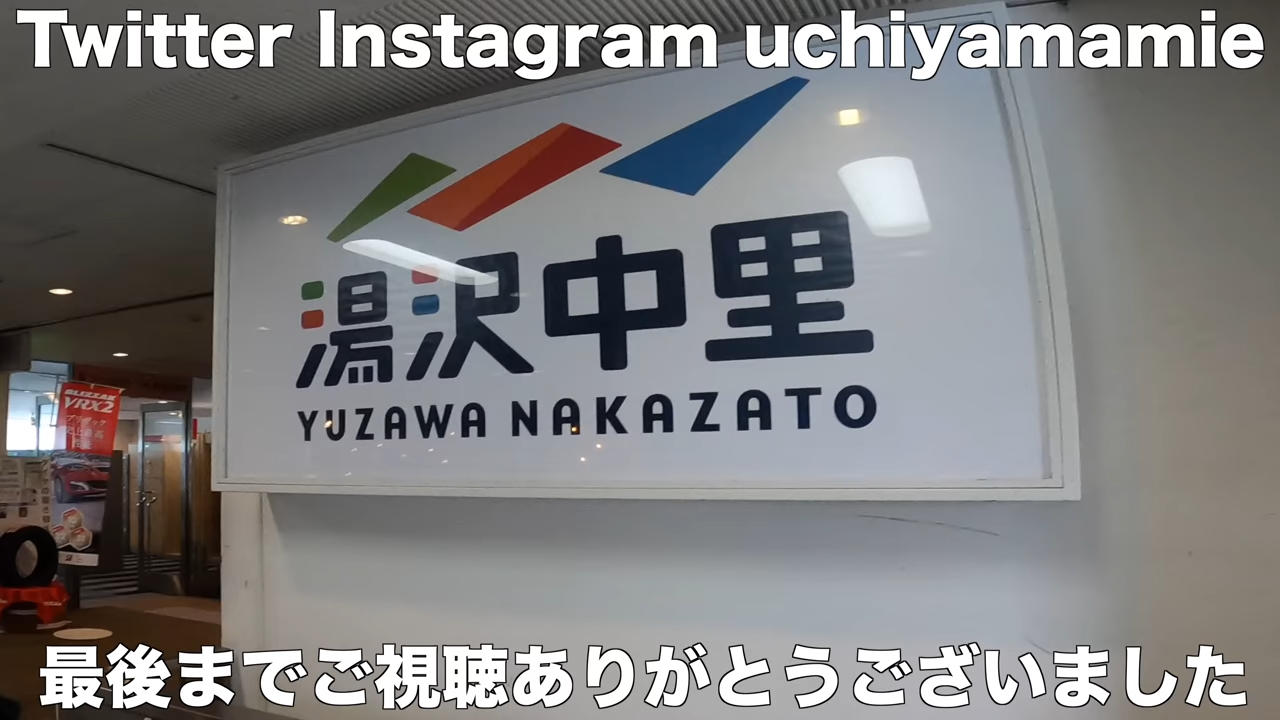 Twitter Instagram uchiyamamie
湯沢中里
YUZAWA NAKAZATO
BLIZZAK
VRX2
最後までご視聴ありがとうございました